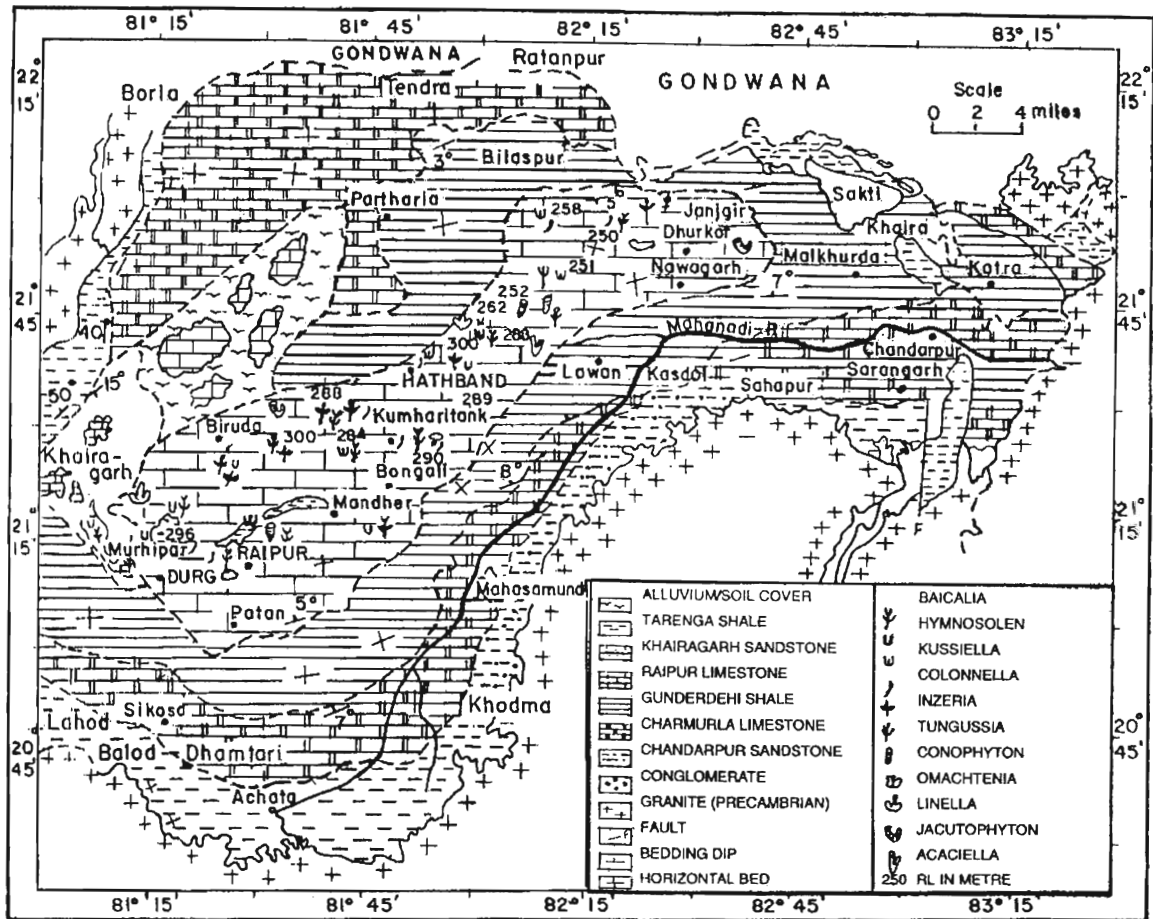 81° 15' 81° 45' 82° 15' 82° 45' 83° 15'
GONDWANA Ratanpur
22° 15' Borla Tendra GONDWANA 22° 15'
Scale
0 2 4 miles
3° Bilaspur
Partharia 258 5 6 Janjgir Sakti
250 Dhurkot Khaira
251 Nawagarh Malkhurda Kotra
7°
21° 45' 252 21° 45'
262 Mahanadi Rif
40° 300 283 Chandarpur
HATHBAND Lawan Kasdol Sarangarh
50° 15° 289 Sahapur
288 Kumharitank
Biruda 300 284
Khairagarh 290
Bongali 8°
Mandher
21° 15' 296 21° 15'
Murhipar RAIPUR F
DURG Mahasamund
Patan 5°
Lahod Sikosa 7° Khodma
20° 45' Balod Dhamtari 20° 45'
Achata
ALLUVIUM/SOIL COVER
TARENGA SHALE
KHAIRAGARH SANDSTONE
RAIPUR LIMESTONE
GUNDERDEHI SHALE
CHARMURLA LIMESTONE
CHANDARPUR SANDSTONE
CONGLOMERATE
GRANITE (PRECAMBRIAN)
F FAULT
BEDDING DIP
HORIZONTAL BED
BAICALIA
HYMNOSOLEN
KUSSIELLA
COLONNELLA
INZERIA
TUNGUSSIA
CONOPHYTON
OMACHTENIA
LINELLA
JACUTOPHYTON
ACACIELLA
250 RL IN METRE
81° 15' 81° 45' 82° 15' 82° 45' 83° 15'